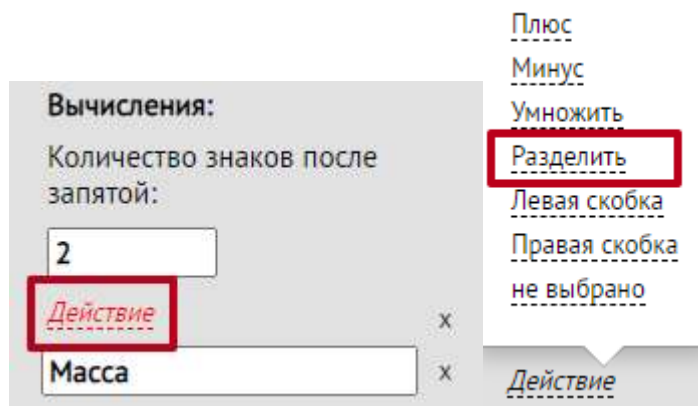 Вычисления:
Количество знаков после
запятой:
2
Действие
x
Масса
x
Плюс
Минус
Умножить
Разделить
Левая скобка
Правая скобка
не выбрано
Действие